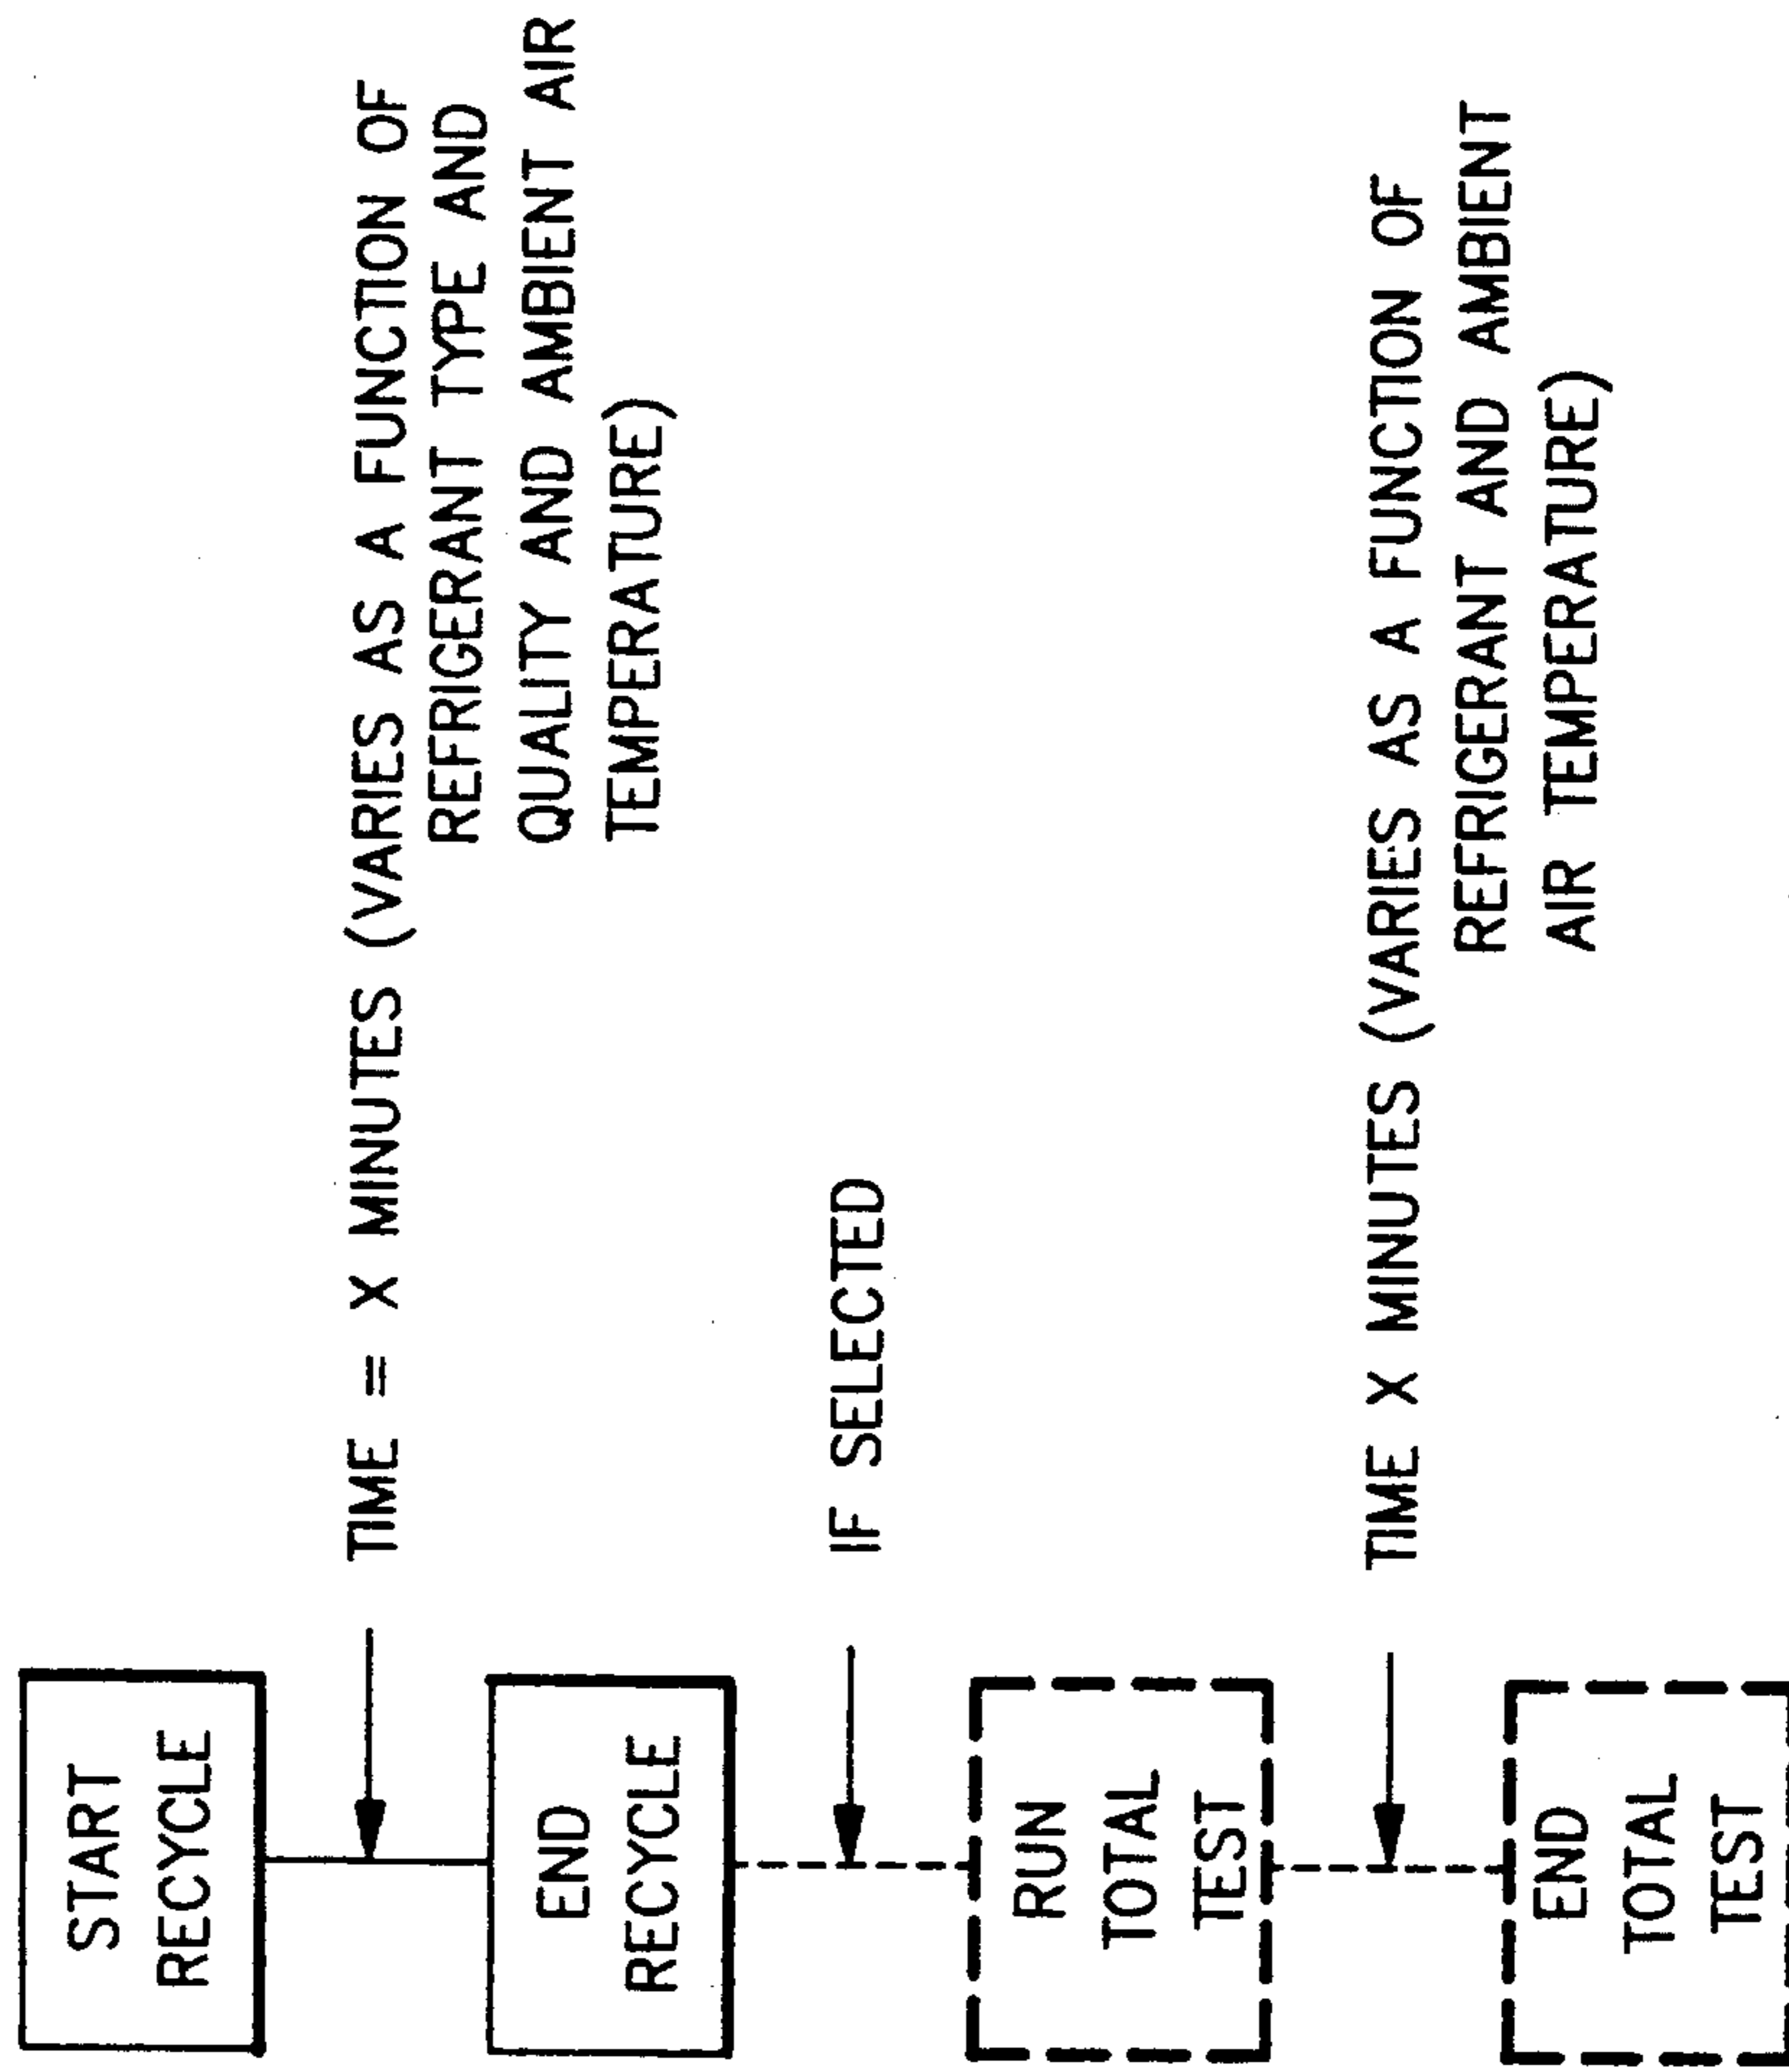 START
RECYCLE
TIME = X MINUTES (VARIES AS A FUNCTION OF
REFRIGERANT TYPE AND
QUALITY AND AMBIENT AIR
TEMPERATURE)
END
RECYCLE
IF SELECTED
RUN
TOTAL
TEST
TIME X MINUTES (VARIES AS A FUNCTION OF
REFRIGERANT AND AMBIENT
AIR TEMPERATURE)
END
TOTAL
TEST